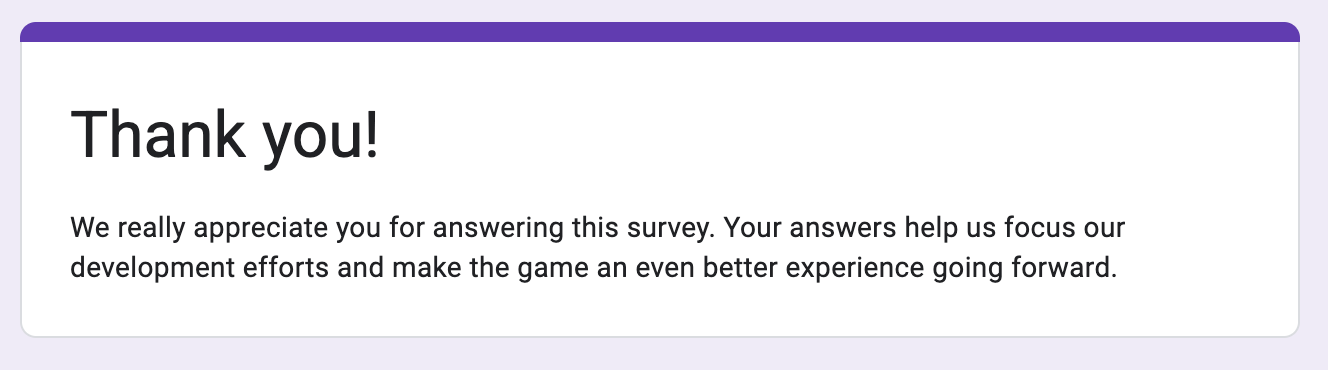 Thank you!
We really appreciate you for answering this survey. Your answers help us focus our
development efforts and make the game an even better experience going forward.